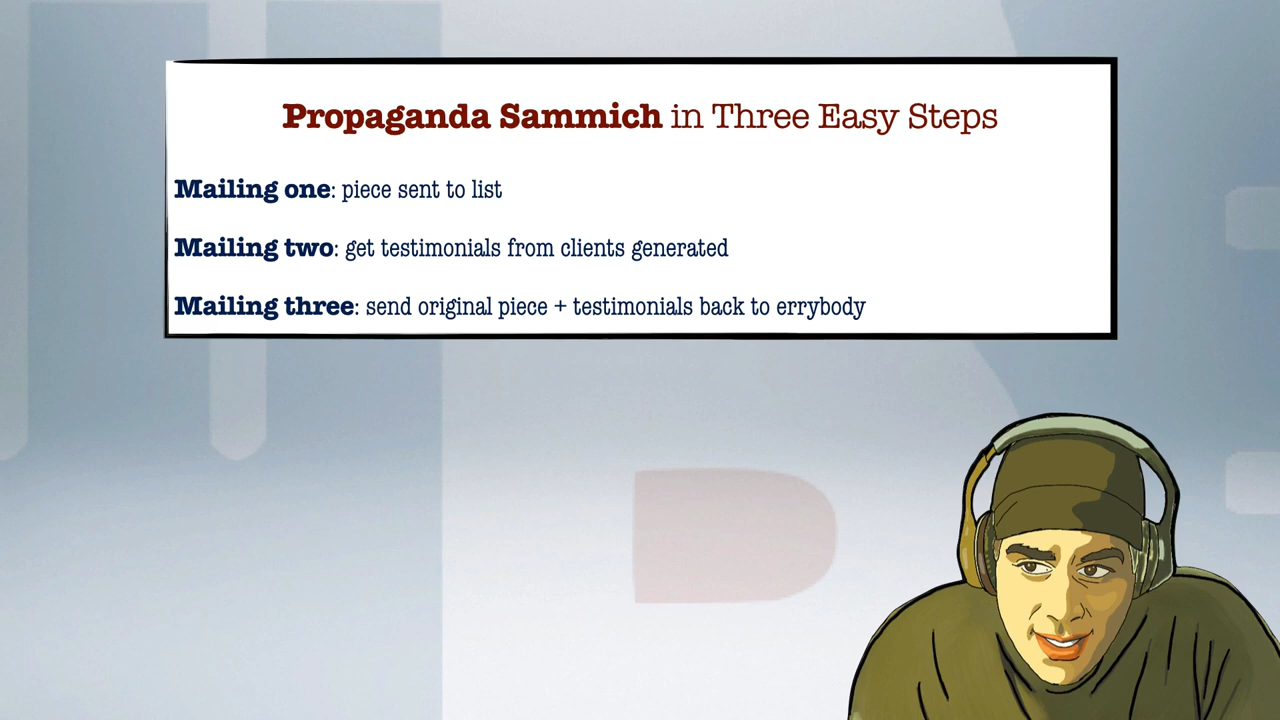 Propaganda Sammich in Three Easy Steps
Mailing one: piece sent to list
Mailing two: get testimonials from clients generated
Mailing three: send original piece + testimonials back to errybody